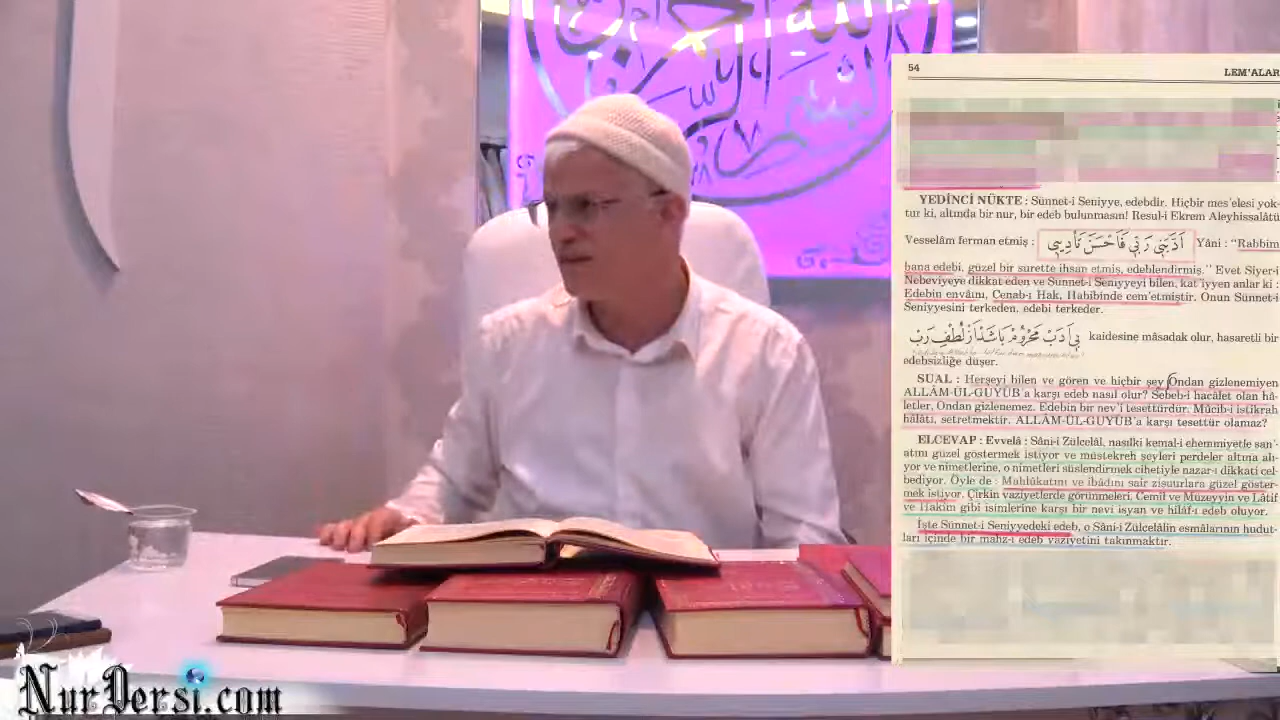 54
LEM'ALAR
YEDİNCİ NÜKTE : Sünnet-i Seniyye, edebdir. Hiçbir mes'elesi yok-
tur ki, altında bir nur, bir edeb bulunmasın! Resul-i Ekrem Aleyhissalâtü
Vesselâm ferman etmiş : اَدَّبَنِى رَبِّى فَاَحْسَنَ تَاْدِيبِى Yâni : "Rabbim
bana edebi, güzel bir surette ihsan etmiş, edeblendirmiş." Evet Siyer-i
Nebeviyeye dikkat eden ve Sünnet-i Seniyyeyi bilen, kat'iyyen anlar ki :
Edebin envâını, Cenab-ı Hak, Habibinde cem'etmiştir. Onun Sünnet-i
Seniyyesini terkeden, edebi terkeder.
بِى اَدَبْ مَحْرُومْ بَاشَدْ اَزْ لُطْفِ رَبْ kaidesine mâsadak olur, hasaretli bir
edebsizliğe düşer.
SUAL : Herşeyi bilen ve gören ve hiçbir şey Ondan gizlenemiyen
ALLÂM-ÜL-GUYÛB'a karşı edeb nasıl olur? Sebeb-i hacâlet olan hâ-
letler, Ondan gizlenemez. Edebin bir nev'i tesettürdür. Mûcib-i istikrah
hâlâtı, setretmektir. ALLÂM-ÜL-GUYÛB'a karşı tesettür olamaz?
ELCEVAP : Evvelâ : Sâni-i Zülcelâl, nasılki kemal-i ehemmiyetle san'-
atını güzel göstermek istiyor ve müstekreh şeyleri perdeler altına alı-
yor ve nimetlerine, o nimetleri süslendirmek cihetiyle nazar-ı dikkati cel-
bediyor. Öyle de : Mahlûkatını ve ibâdını sair zişuurlara güzel göster-
mek istiyor. Çirkin vaziyetlerde görünmeleri, Cemîl ve Müzeyyin ve Lâtif
ve Hakîm gibi isimlerine karşı bir nevi isyan ve hilâf-ı edeb oluyor.
İşte Sünnet-i Seniyyedeki edeb, o Sâni-i Zülcelâlin esmâlarının hudut-
ları içinde bir mahz-ı edeb vaziyetini takınmaktır.
NurDersi.com